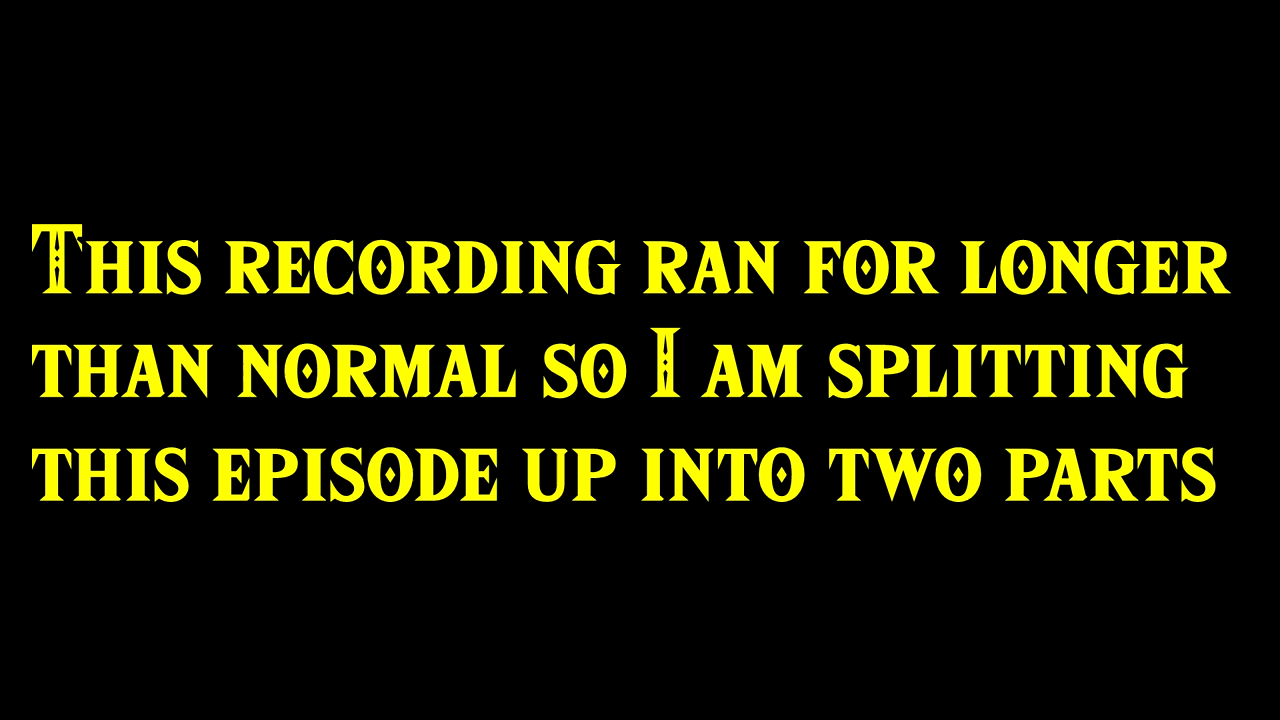 This recording ran for longer
than normal so I am splitting
this episode up into two parts